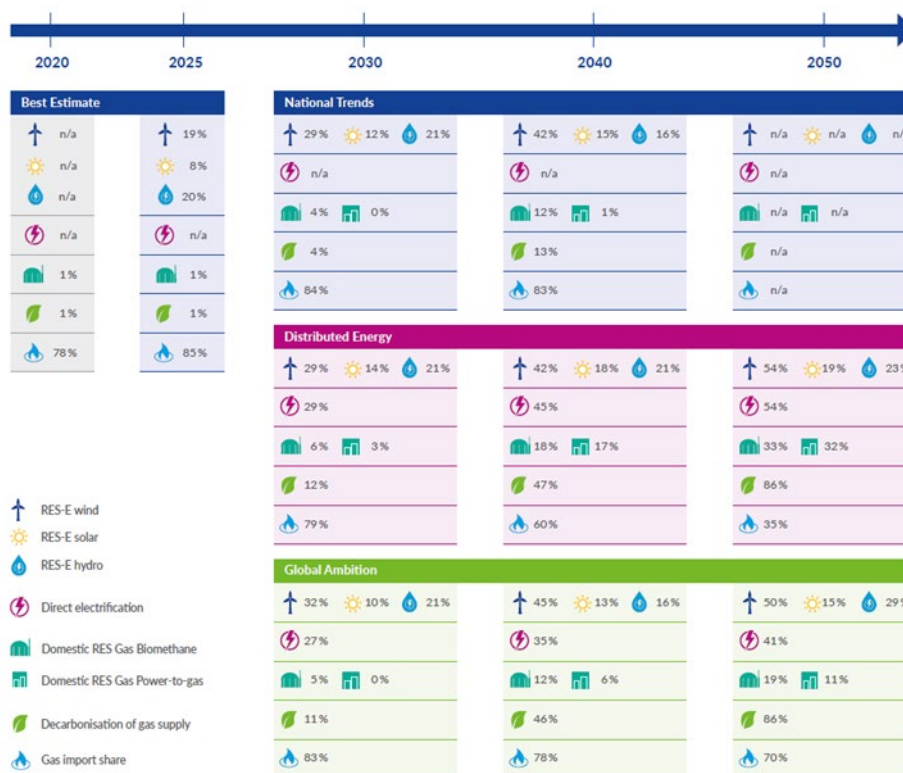 2020 2025 2030 2040 2050
Best Estimate
n/a 19%
n/a 8%
n/a 20%
n/a n/a
1% 1%
1% 1%
78% 85%
National Trends
29% 12% 21% 42% 15% 16% n/a n/a n/
n/a n/a n/a
4% 0% 12% 1% n/a n/a
4% 13% n/a
84% 83% n/a
Distributed Energy
29% 14% 21% 42% 18% 21% 54% 19% 23%
29% 45% 54%
6% 3% 18% 17% 33% 32%
12% 47% 86%
79% 60% 35%
RES-E wind
RES-E solar
RES-E hydro
Direct electrification
Domestic RES Gas Biomethane
Domestic RES Gas Power-to-gas
Decarbonisation of gas supply
Gas import share
Global Ambition
32% 10% 21% 45% 13% 16% 50% 15% 29%
27% 35% 41%
5% 0% 12% 6% 19% 11%
11% 46% 86%
83% 78% 70%